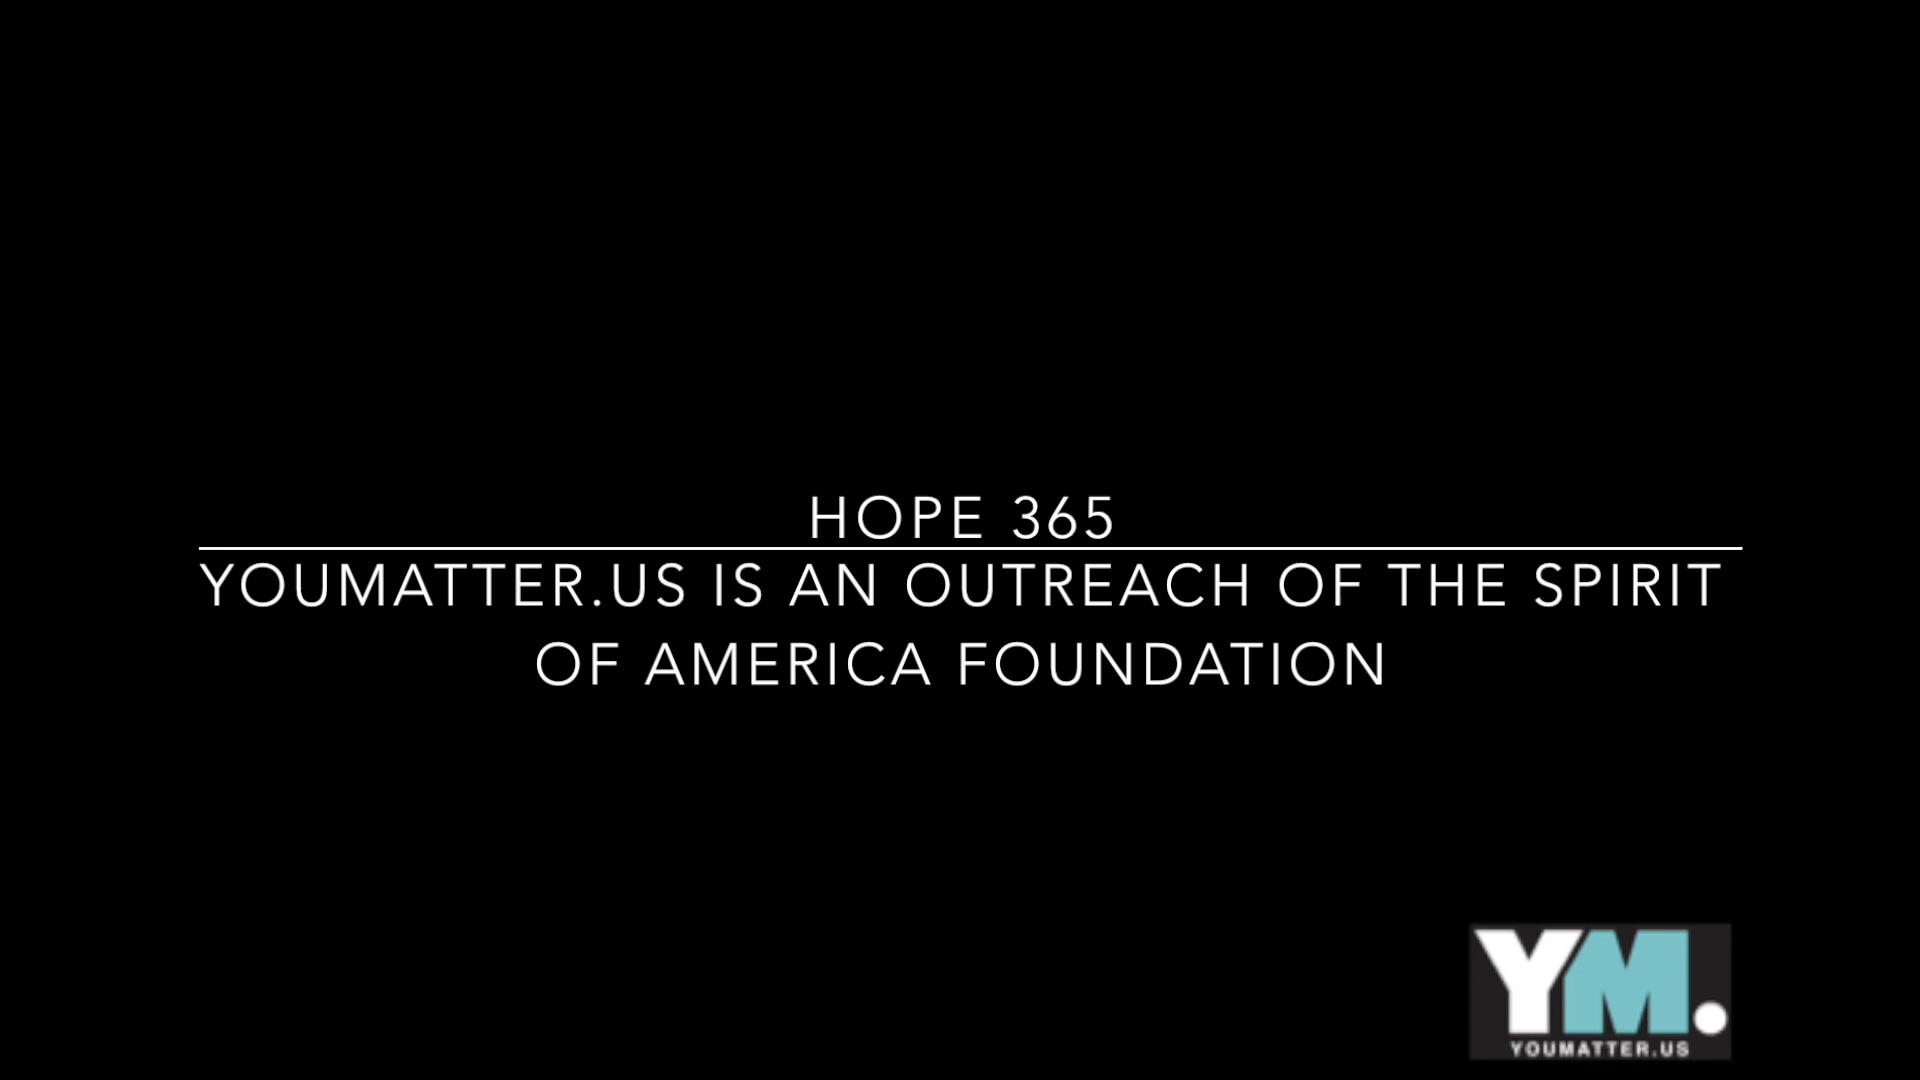 HOPE 365
YOUMATTER.US IS AN OUTREACH OF THE SPIRIT
OF AMERICA FOUNDATION
YM.
YOUMATTER.US